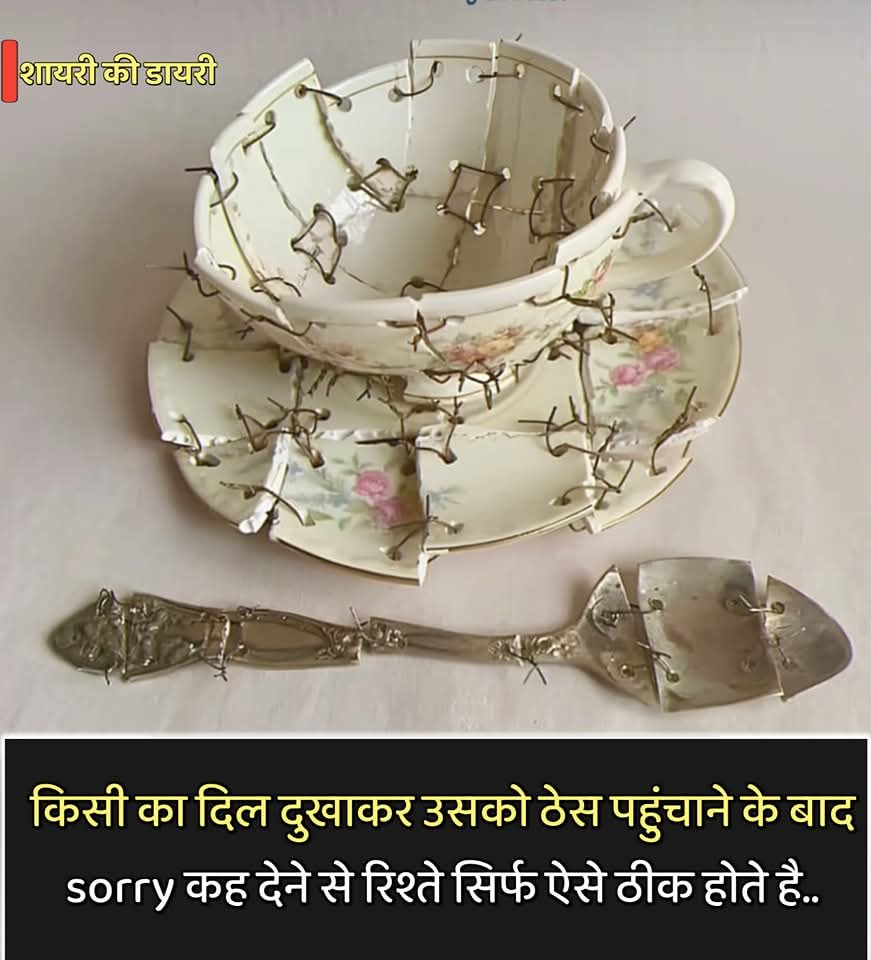 शायरी की डायरी
किसी का दिल दुखाकर उसको ठेस पहुंचाने के बाद
sorry कह देने से रिश्ते सिर्फ ऐसे ठीक होते है..